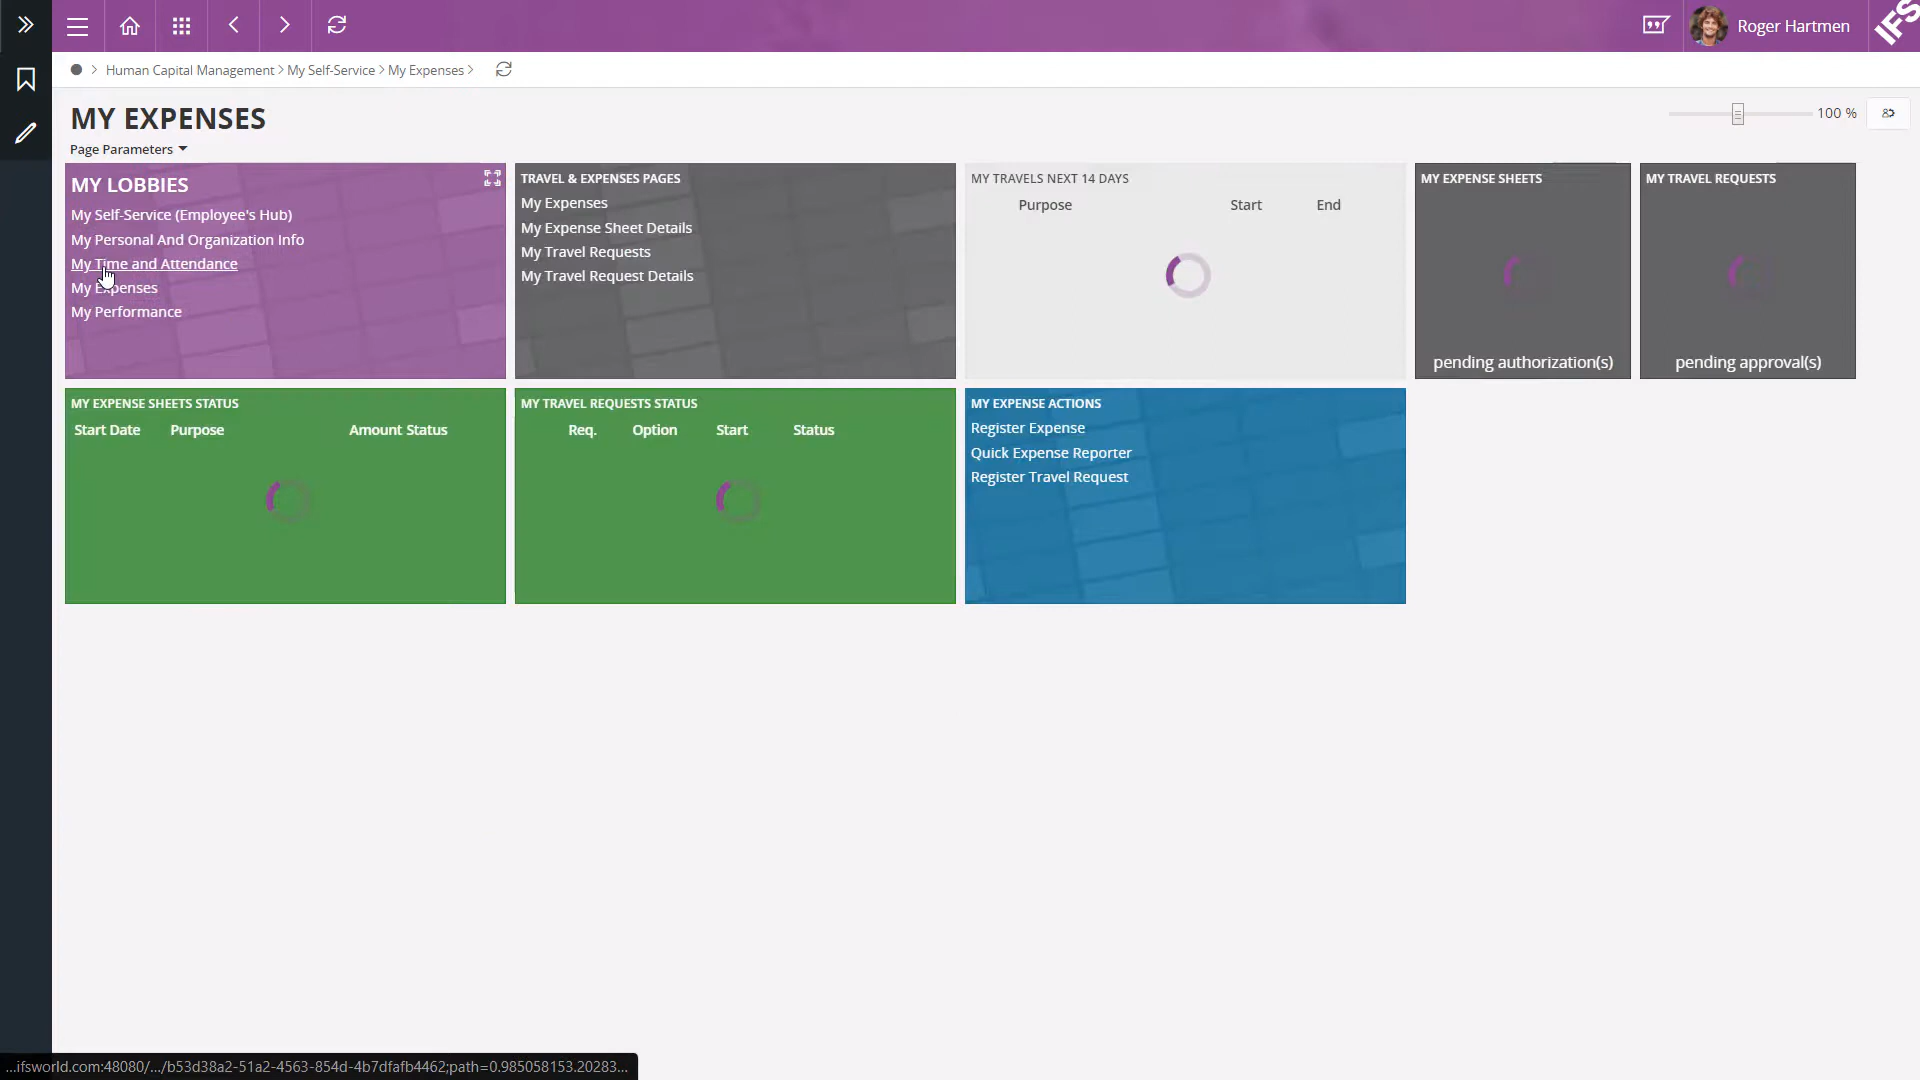 Roger Hartmen
IFS
Human Capital Management > My Self-Service > My Expenses >
MY EXPENSES
100 %
Page Parameters
MY LOBBIES
My Self-Service (Employee's Hub)
My Personal And Organization Info
My Time and Attendance
My Expenses
My Performance
TRAVEL & EXPENSES PAGES
My Expenses
My Expense Sheet Details
My Travel Requests
My Travel Request Details
MY TRAVELS NEXT 14 DAYS
Purpose Start End
MY EXPENSE SHEETS
pending authorization(s)
MY TRAVEL REQUESTS
pending approval(s)
MY EXPENSE SHEETS STATUS
Start Date Purpose Amount Status
MY TRAVEL REQUESTS STATUS
Req. Option Start Status
MY EXPENSE ACTIONS
Register Expense
Quick Expense Reporter
Register Travel Request
...ifsworld.com:48080/.../b53d38a2-51a2-4563-854d-4b7dfafb4462;path=0.985058153.20283...